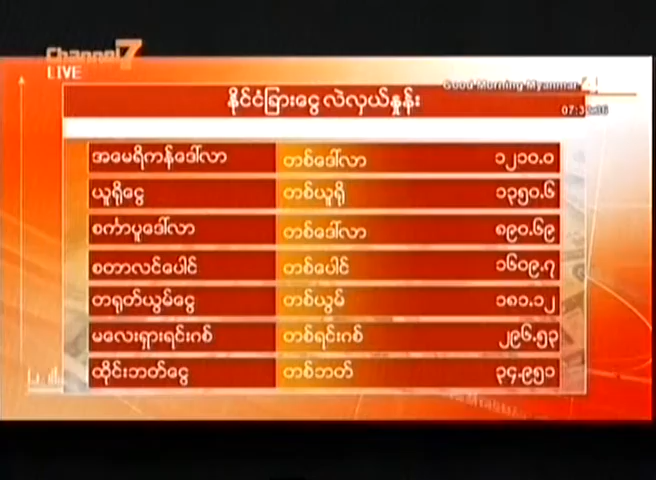 Channel 7
LIVE
Good Morning Myanmar
နိုင်ငံခြားငွေ လဲလှယ်နှုန်း
အမေရိကန်ဒေါ်လာ တစ်ဒေါ်လာ ၁၂၁၀.၀
ယူရိုငွေ တစ်ယူရို ၁၃၅၀.၆
စင်္ကာပူဒေါ်လာ တစ်ဒေါ်လာ ၈၉၀.၆၉
စတာလင်ပေါင် တစ်ပေါင် ၁၆၀၉.၇
တရုတ်ယွမ်ငွေ တစ်ယွမ် ၁၈၁.၁၂
မလေးရှားရင်းဂစ် တစ်ရင်းဂစ် ၂၉၆.၅၃
ထိုင်းဘတ်ငွေ တစ်ဘတ် ၃၄.၉၅၁